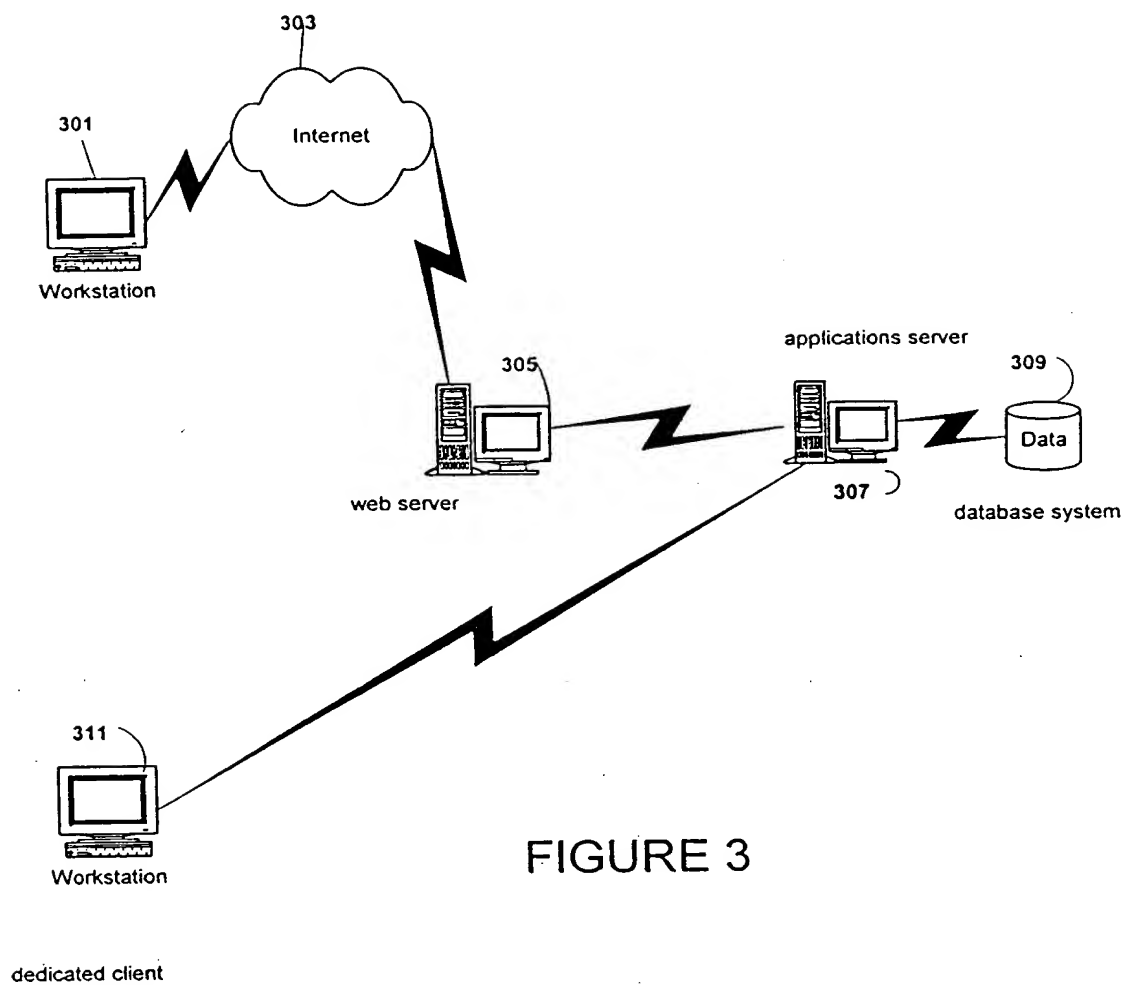 303
Internet
301
Workstation
applications server
305
309
Data
web server
307
database system
311
Workstation
FIGURE 3
dedicated client